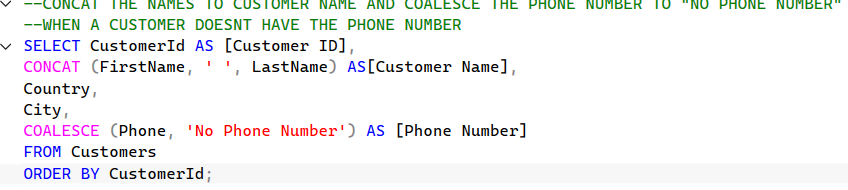 --CONCAT THE NAMES TO CUSTOMER NAME AND COALESCE THE PHONE NUMBER TO "NO PHONE NUMBER"
--WHEN A CUSTOMER DOESNT HAVE THE PHONE NUMBER
SELECT CustomerId AS [Customer ID],
CONCAT (FirstName, ' ', LastName) AS[Customer Name],
Country,
City,
COALESCE (Phone, 'No Phone Number') AS [Phone Number]
FROM Customers
ORDER BY CustomerId;